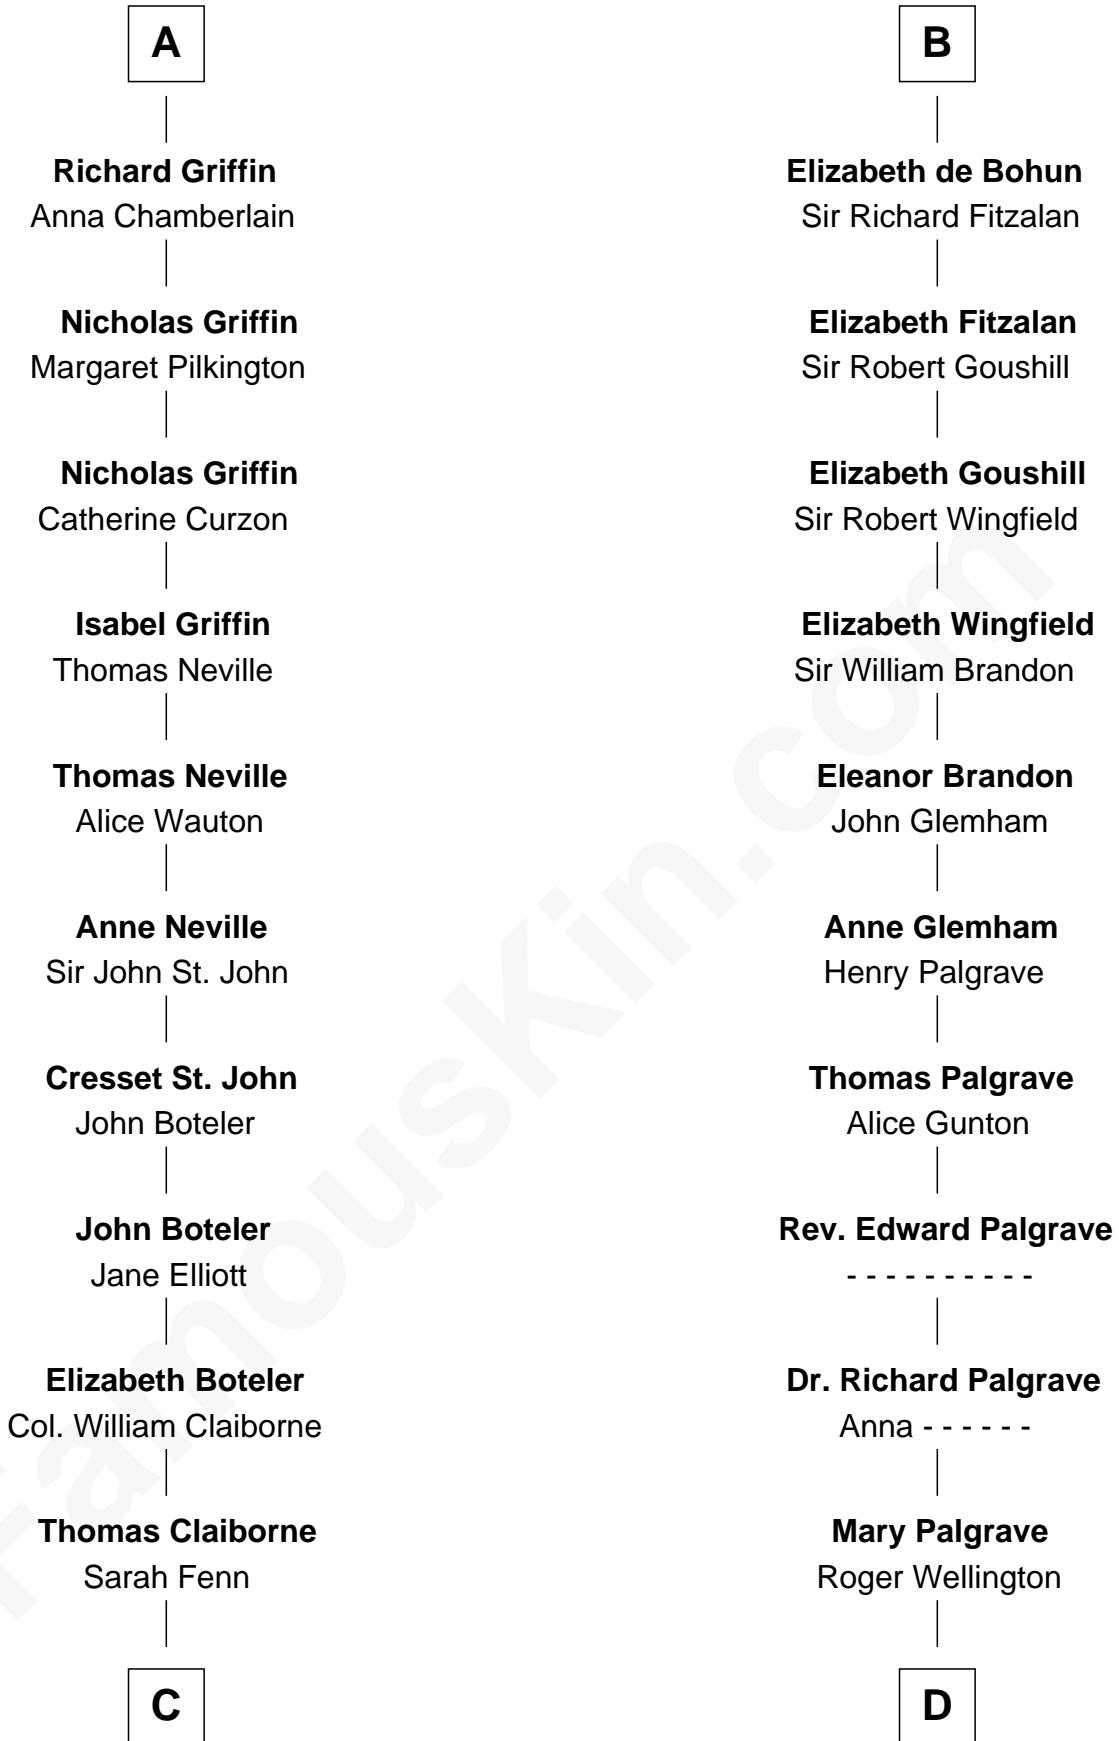 A
Richard Griffin
Anna Chamberlain
Nicholas Griffin
Margaret Pilkington
Nicholas Griffin
Catherine Curzon
Isabel Griffin
Thomas Neville
Thomas Neville
Alice Wauton
Anne Neville
Sir John St. John
Cresset St. John
John Boteler
John Boteler
Jane Elliott
Elizabeth Boteler
Col. William Claiborne
Thomas Claiborne
Sarah Fenn
C
B
Elizabeth de Bohun
Sir Richard Fitzalan
Elizabeth Fitzalan
Sir Robert Goushill
Elizabeth Goushill
Sir Robert Wingfield
Elizabeth Wingfield
Sir William Brandon
Eleanor Brandon
John Glemham
Anne Glemham
Henry Palgrave
Thomas Palgrave
Alice Gunton
Rev. Edward Palgrave
- - - - - - - - - -
Dr. Richard Palgrave
Anna - - - - - -
Mary Palgrave
Roger Wellington
D
FamousKin.com